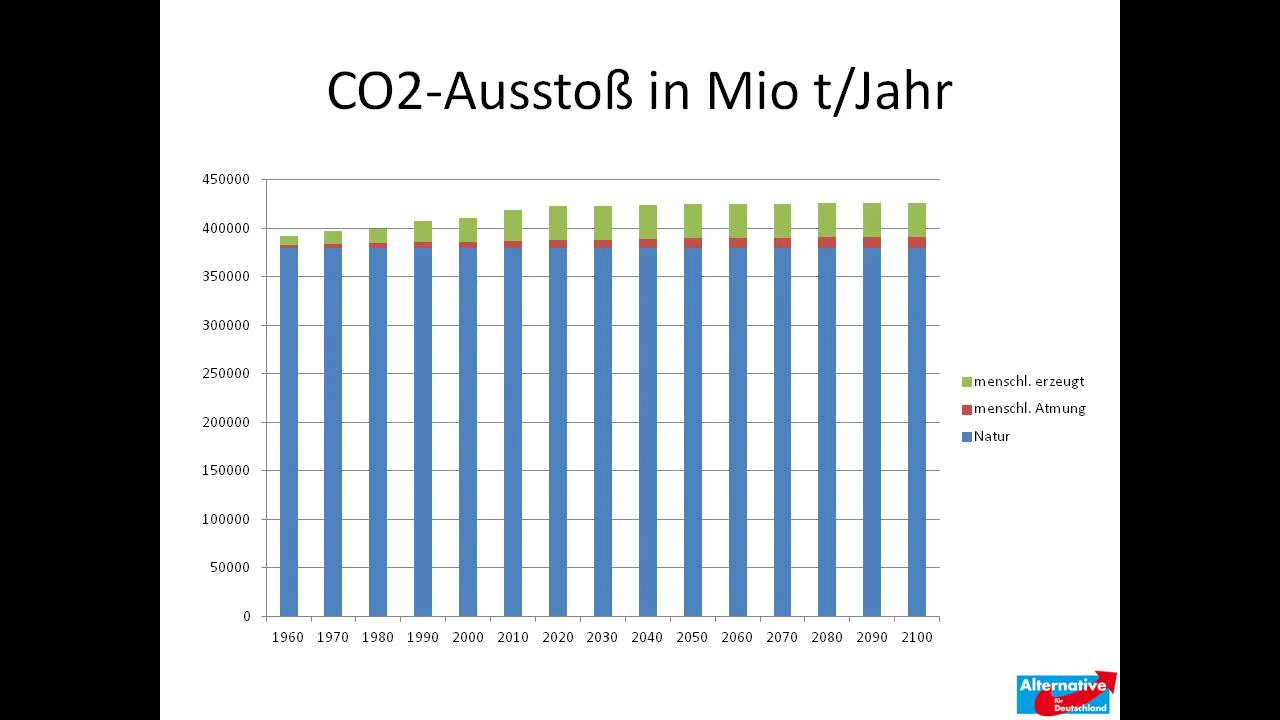 CO2-Ausstoß in Mio t/Jahr
450000
400000
350000
300000
250000
200000
150000
100000
50000
0
1960 1970 1980 1990 2000 2010 2020 2030 2040 2050 2060 2070 2080 2090 2100
menschl. erzeugt
menschl. Atmung
Natur
Alternative
für
Deutschland